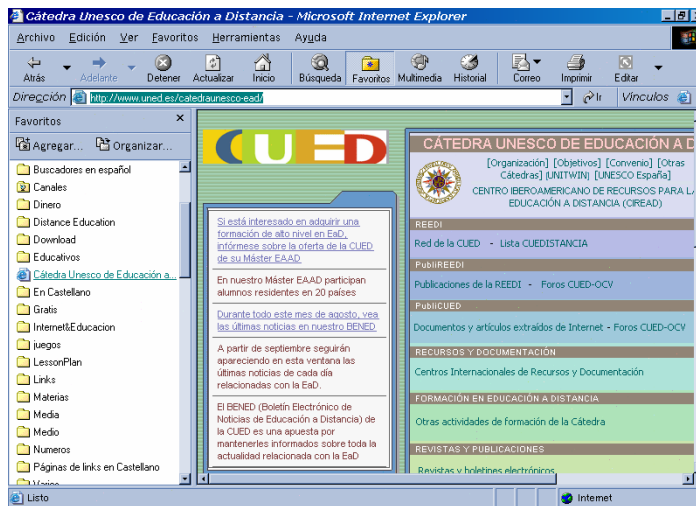 Cátedra Unesco de Educación a Distancia - Microsoft Internet Explorer
Archivo Edición Ver Favoritos Herramientas Ayuda
Atrás Adelante Detener Actualizar Inicio Búsqueda Favoritos Multimedia Historial Correo Imprimir Editar
Dirección http://www.uned.es/catedraunesco-ead/ Ir Vínculos
Favoritos ×
Agregar... Organizar...
Buscadores en español
Canales
Dinero
Distance Education
Download
Educativos
Cátedra Unesco de Educación a...
En Castellano
Gratis
Internet&Educacion
juegos
LessonPlan
Links
Materias
Media
Medio
Numeros
Páginas de links en Castellano
Varios
CUED
Si está interesado en adquirir una
formación de alto nivel en EaD,
infórmese sobre la oferta de la CUED
de su Máster EAAD
En nuestro Máster EAAD participan
alumnos residentes en 20 países
Durante todo este mes de agosto, vea
las últimas noticias en nuestro BENED
A partir de septiembre seguirán
apareciendo en esta ventana las
últimas noticias de cada día
relacionadas con la EaD.
El BENED (Boletín Electrónico de
Noticias de Educación a Distancia) de
la CUED es una apuesta por
mantenerles informados sobre toda la
actualidad relacionada con la EaD
CÁTEDRA UNESCO DE EDUCACIÓN A D
[Organización] [Objetivos] [Convenio] [Otras
Cátedras] (UNITWIN) [UNESCO España]
CENTRO IBEROAMERICANO DE RECURSOS PARA LA
EDUCACIÓN A DISTANCIA (CIREAD)
REEDI
Red de la CUED - Lista CUEDISTANCIA
PubliREEDI
Publicaciones de la REEDI - Foros CUED-OCV
PubliCUED
Documentos y artículos extraídos de Internet - Foros CUED-OCV
RECURSOS Y DOCUMENTACIÓN
Centros Internacionales de Recursos y Documentación
FORMACIÓN EN EDUCACIÓN A DISTANCIA
Otras actividades de formación de la Cátedra
REVISTAS Y PUBLICACIONES
Revistas y boletines electrónicos
Listo Internet